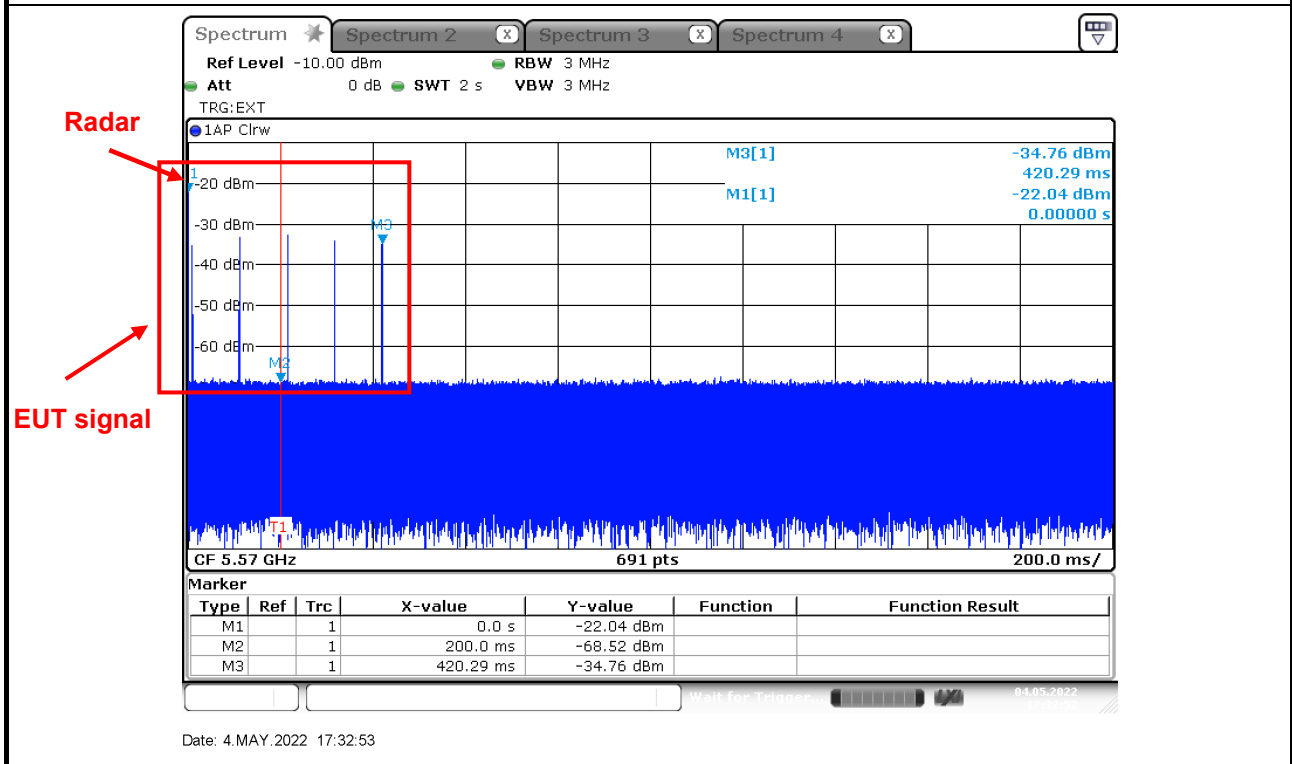 Spectrum Spectrum 2 X Spectrum 3 X Spectrum 4 X
Ref Level -10.00 dBm RBW 3 MHz
Att 0 dB SWT 2 s VBW 3 MHz
TRG:EXT
Radar
1AP Clrw
M3[1] -34.76 dBm
420.29 ms
M1[1] -22.04 dBm
0.00000 s
1
-20 dBm
-30 dBm
M3
-40 dBm
-50 dBm
-60 dBm
M2
EUT signal
T1
CF 5.57 GHz 691 pts 200.0 ms/
Marker
Type Ref Trc X-value Y-value Function Function Result
M1 1 0.0 s -22.04 dBm
M2 1 200.0 ms -68.52 dBm
M3 1 420.29 ms -34.76 dBm
Wait for Trigger... 04.05.2022
Date: 4.MAY.2022 17:32:53